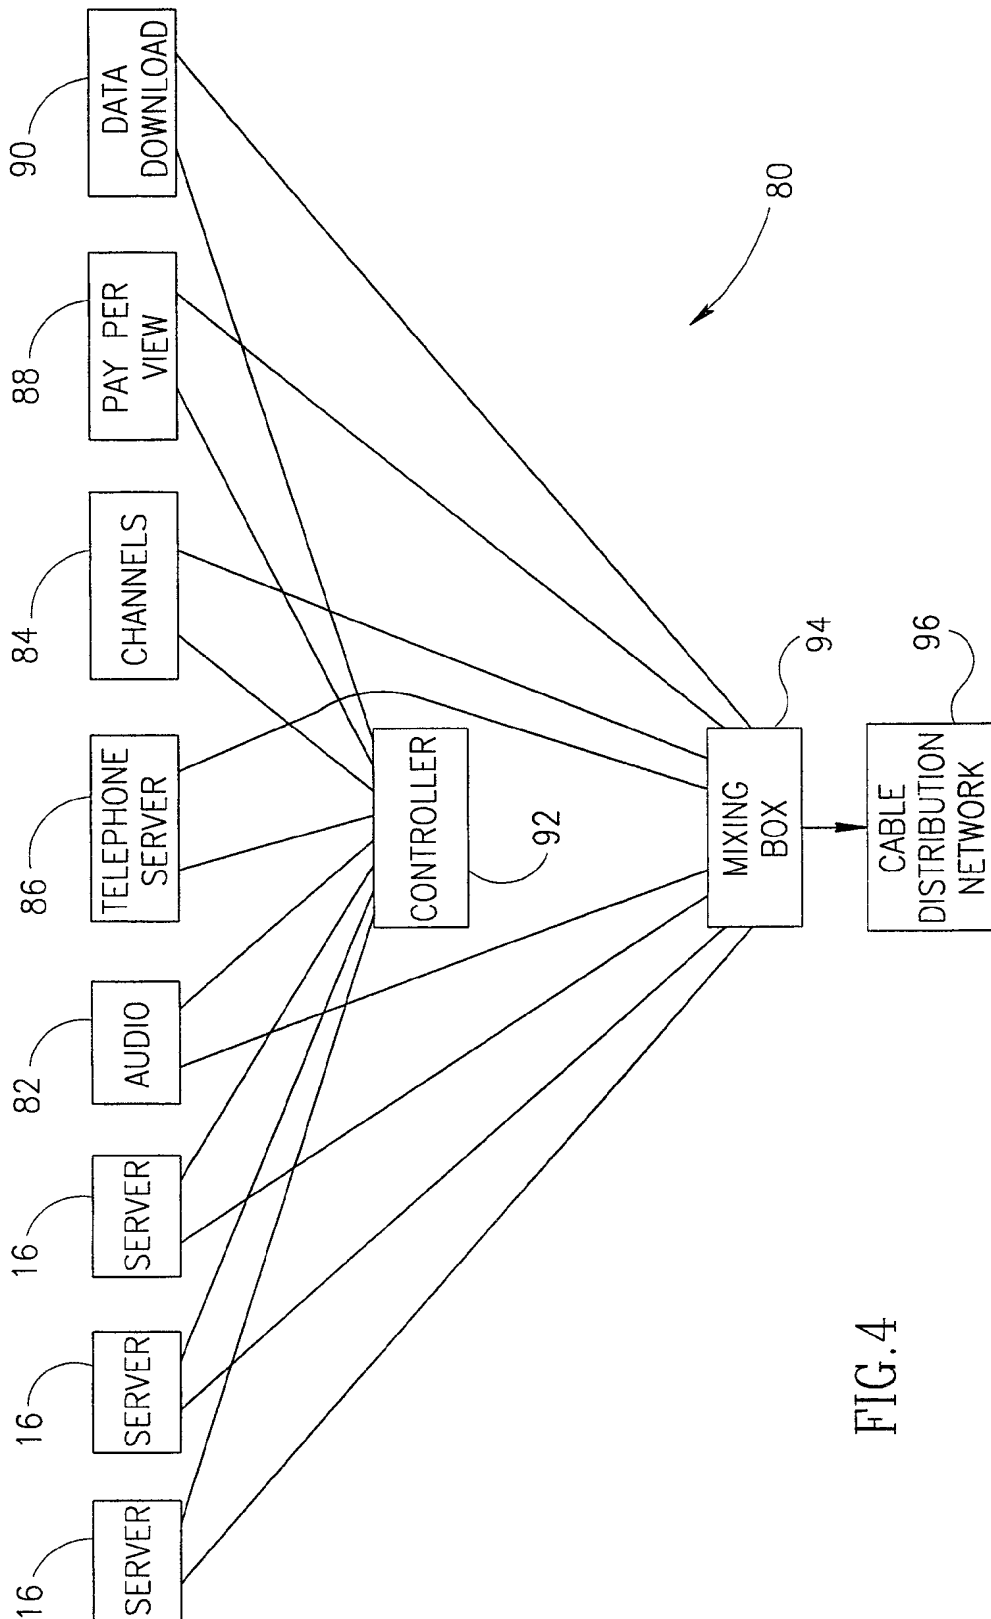 16
16
16
82
86
84
88
90
SERVER
SERVER
SERVER
AUDIO
TELEPHONE
SERVER
CHANNELS
PAY PER
VIEW
DATA
DOWNLOAD
CONTROLLER
92
80
MIXING
BOX
94
CABLE
DISTRIBUTION
NETWORK
96
FIG.4